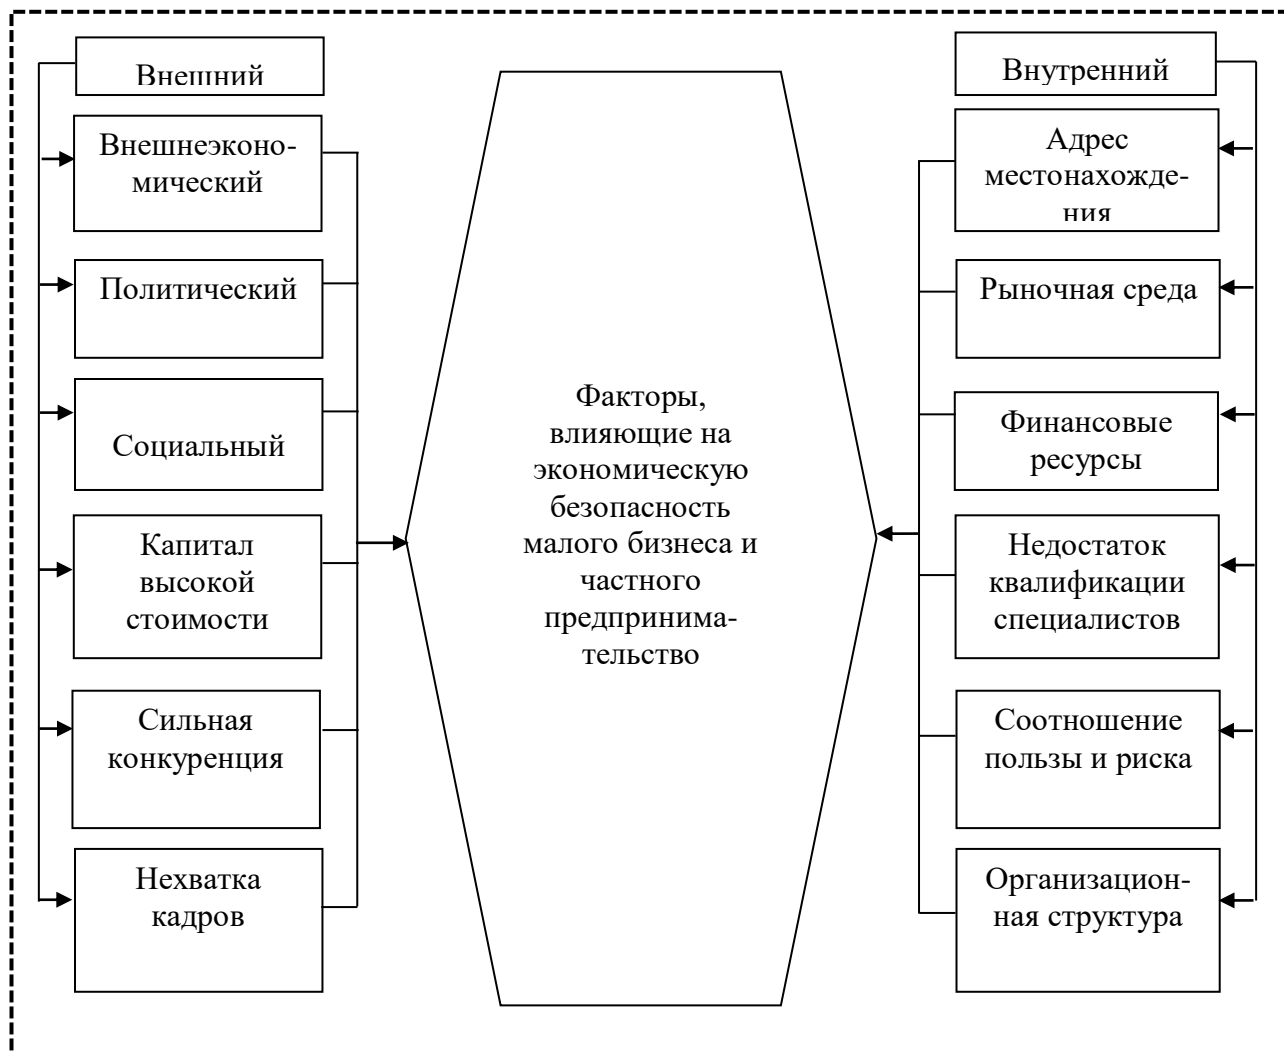 Внешний
Внешнеэконо-
мический
Политический
Социальный
Капитал
высокой
стоимости
Сильная
конкуренция
Нехватка
кадров
Факторы,
влияющие на
экономическую
безопасность
малого бизнеса и
частного
предпринима-
тельство
Внутренний
Адрес
местонахожде-
ния
Рыночная среда
Финансовые
ресурсы
Недостаток
квалификации
специалистов
Соотношение
пользы и риска
Организацион-
ная структура